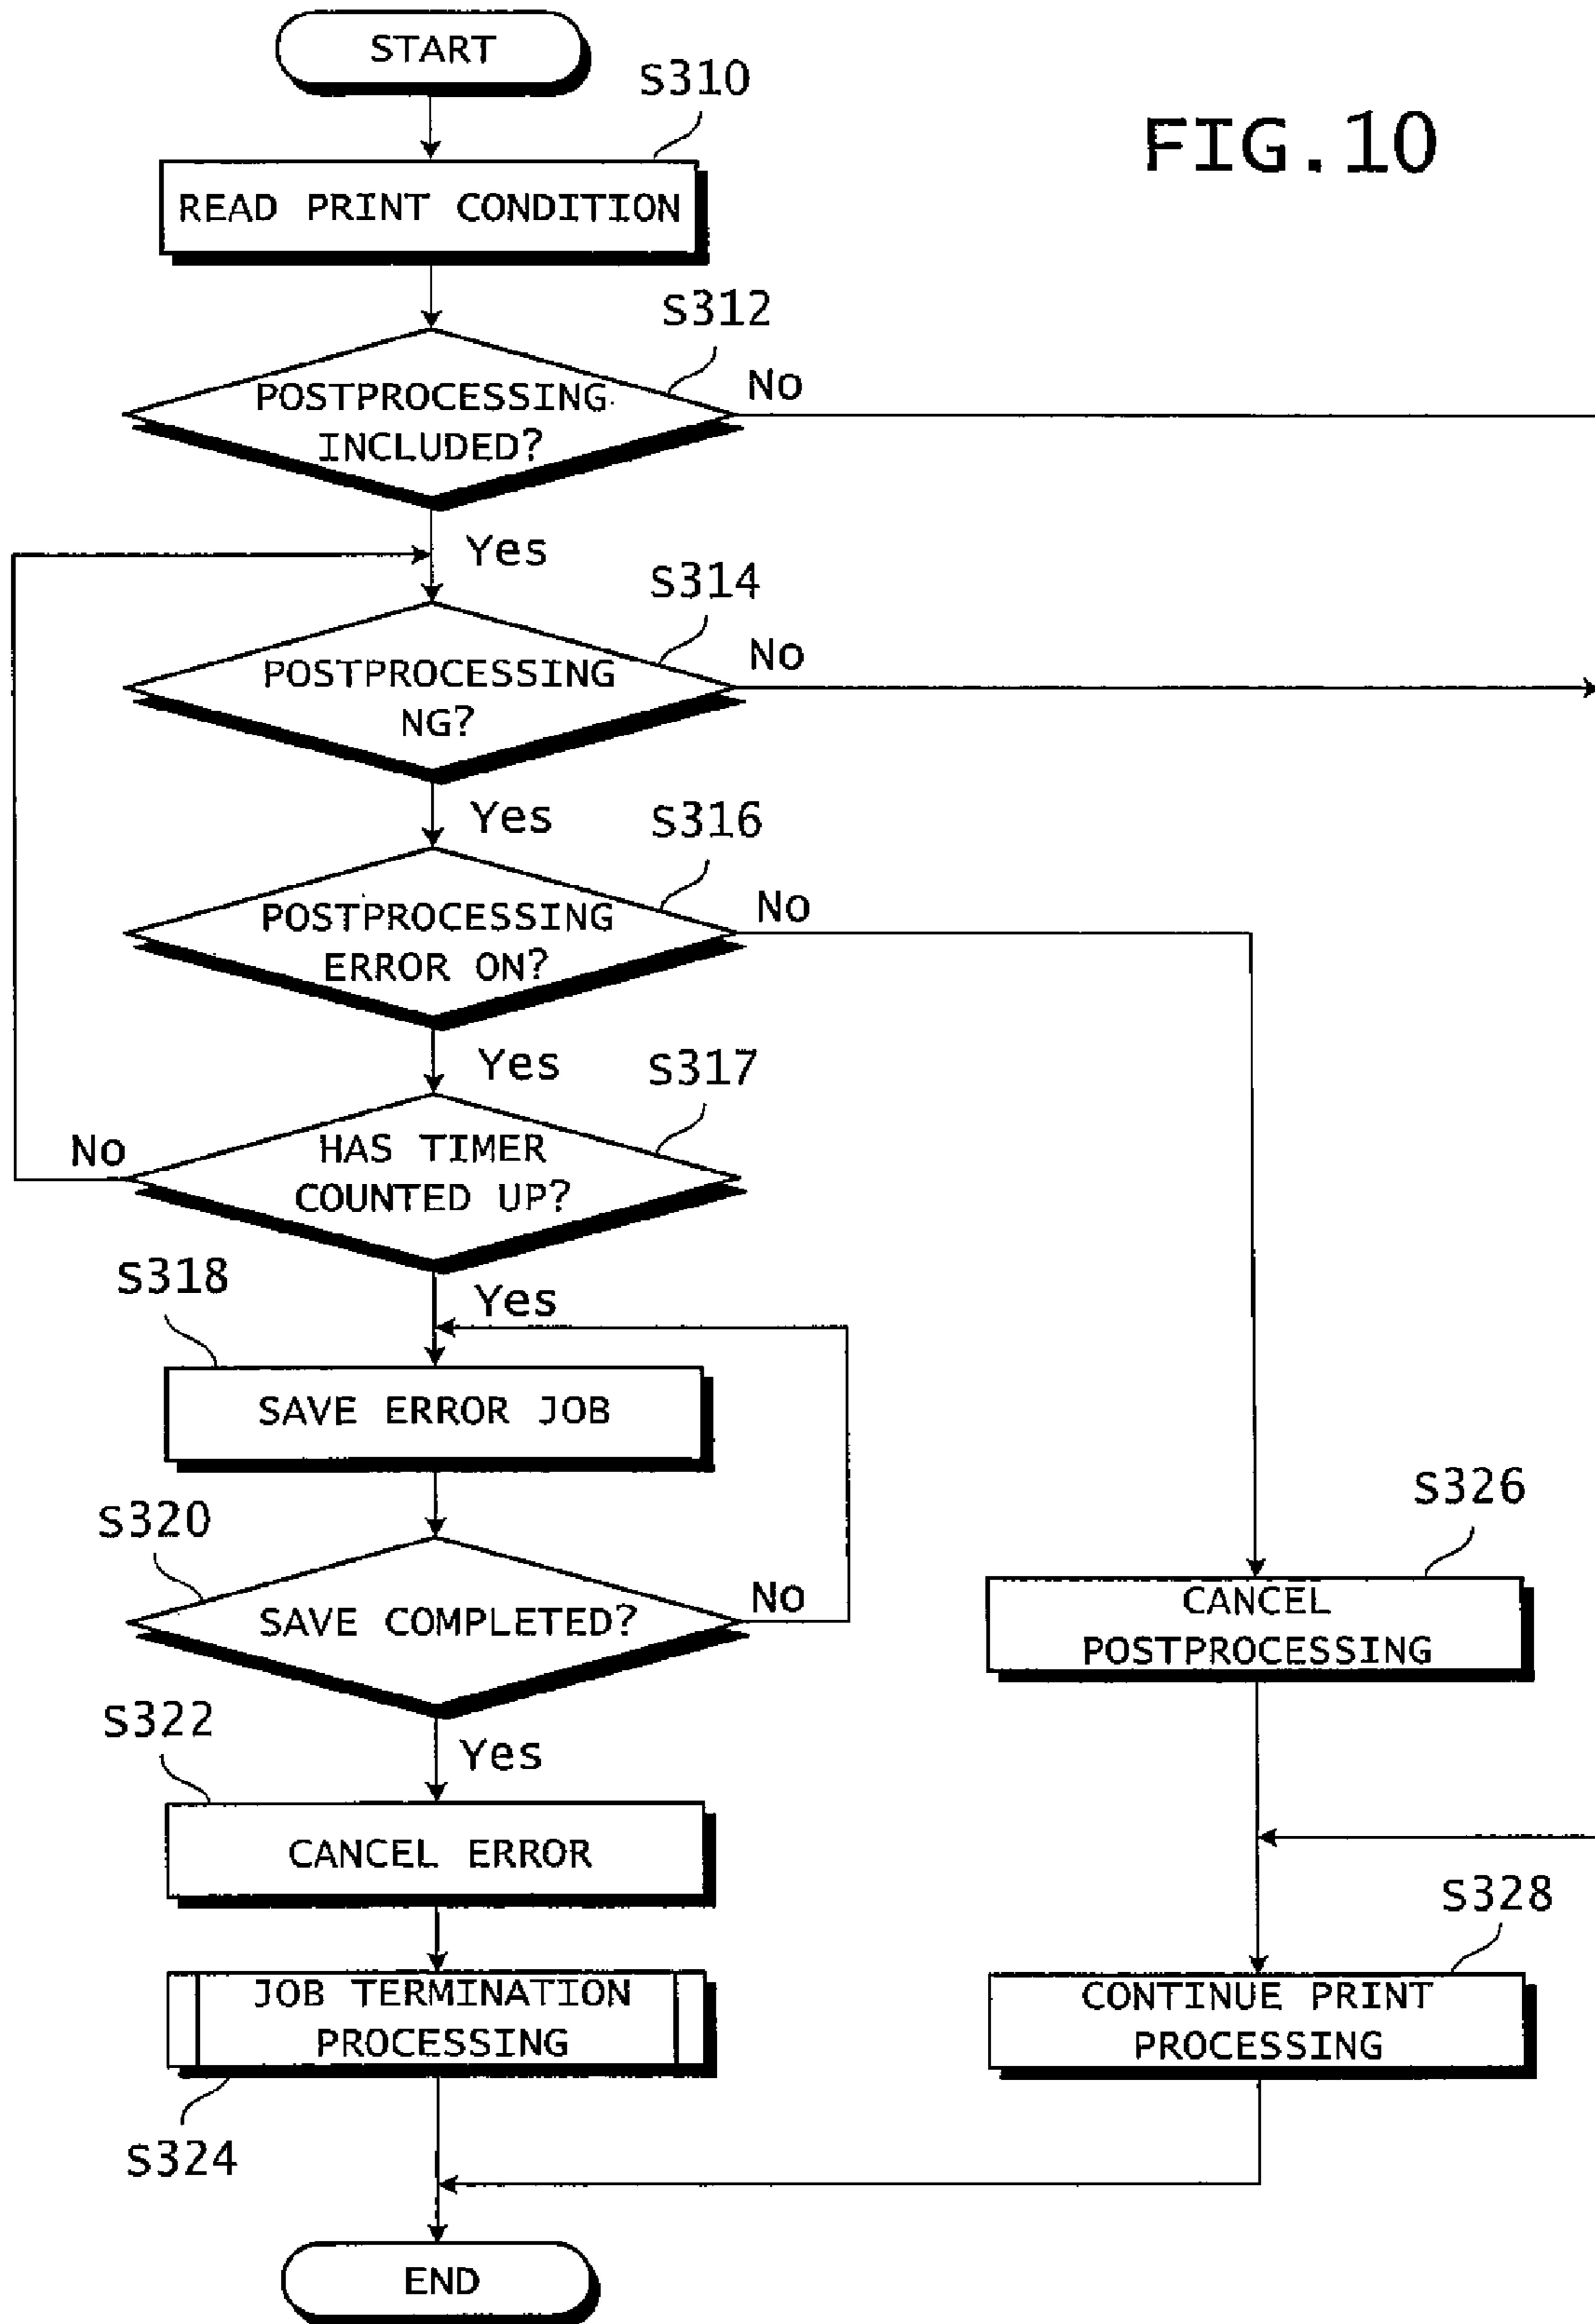 START
S310
FIG.10
READ PRINT CONDITION
S312
POSTPROCESSING
INCLUDED?
No
Yes
S314
POSTPROCESSING
NG?
No
Yes
S316
POSTPROCESSING
ERROR ON?
No
Yes
S317
HAS TIMER
COUNTED UP?
No
Yes
S318
SAVE ERROR JOB
S320
SAVE COMPLETED?
No
S326
CANCEL
POSTPROCESSING
S322
Yes
CANCEL ERROR
S328
JOB TERMINATION
PROCESSING
CONTINUE PRINT
PROCESSING
S324
END